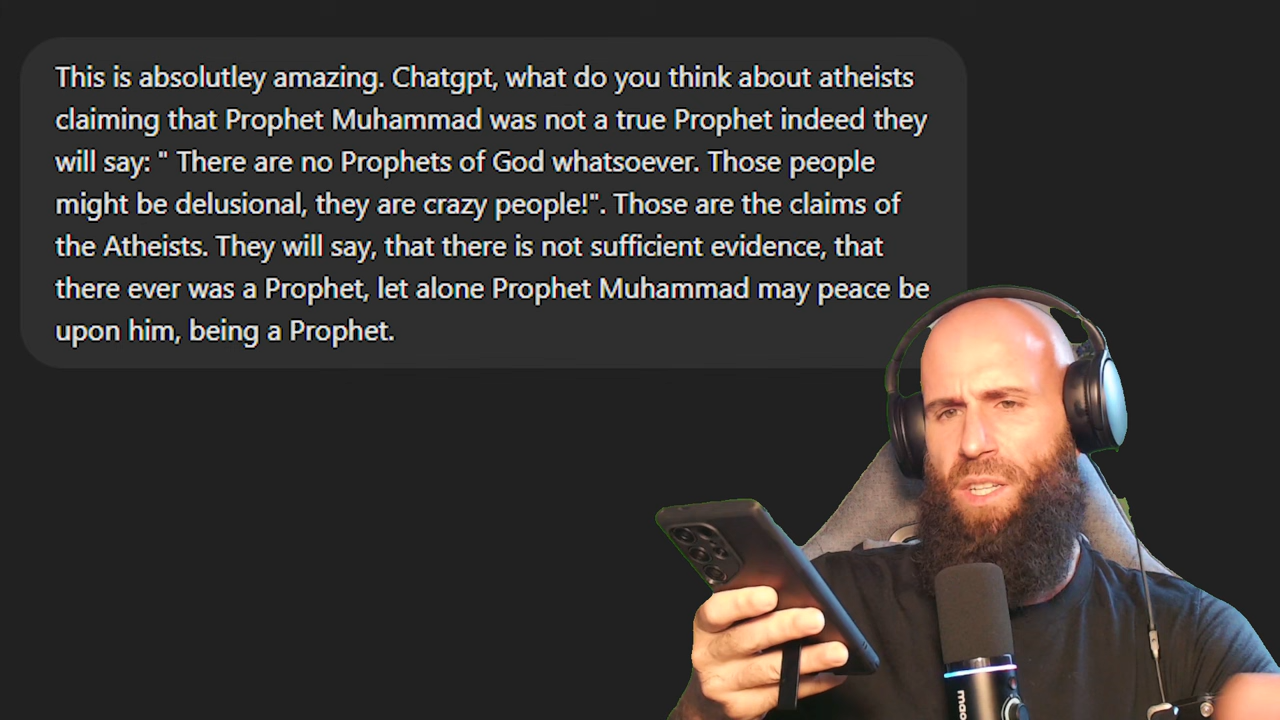 This is absolutley amazing. Chatgpt, what do you think about atheists
claiming that Prophet Muhammad was not a true Prophet indeed they
will say: " There are no Prophets of God whatsoever. Those people
might be delusional, they are crazy people!". Those are the claims of
the Atheists. They will say, that there is not sufficient evidence, that
there ever was a Prophet, let alone Prophet Muhammad may peace be
upon him, being a Prophet.